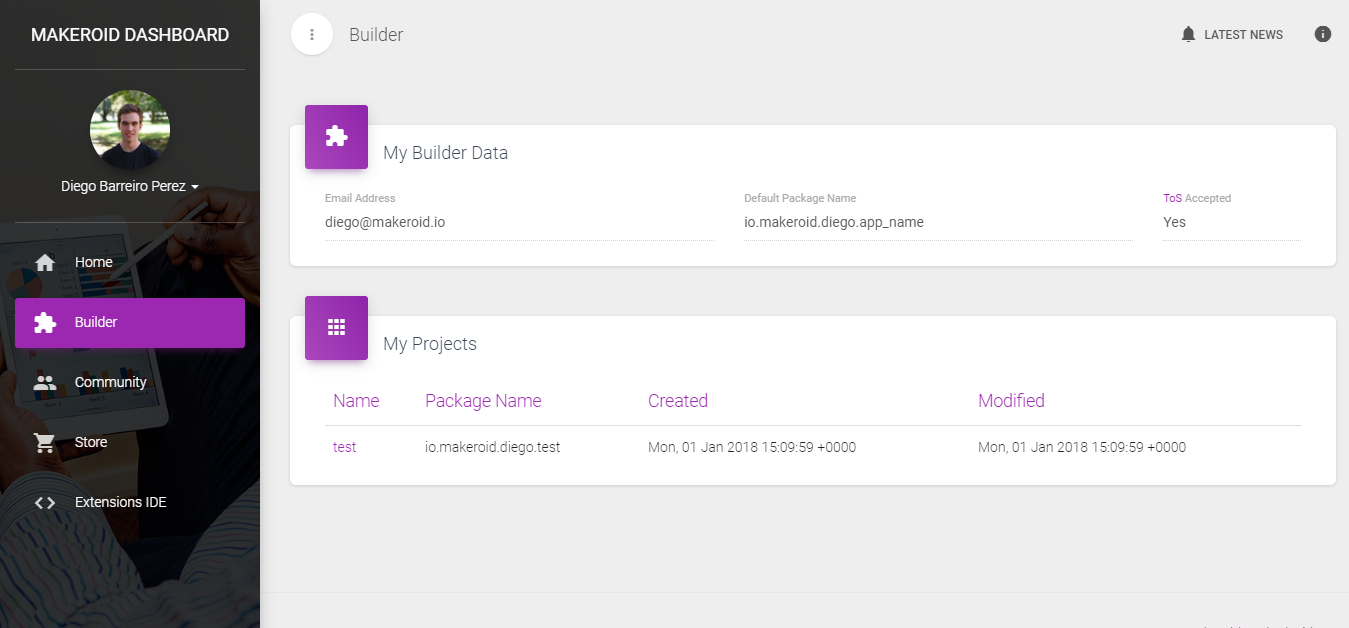 MAKEROID DASHBOARD
Diego Barreiro Perez
Home
Builder
Community
Store
Extensions IDE
Builder
LATEST NEWS
My Builder Data
Email Address
diego@makeroid.io
Default Package Name
io.makeroid.diego.app_name
ToS Accepted
Yes
My Projects
Name Package Name Created Modified
test io.makeroid.diego.test Mon, 01 Jan 2018 15:09:59 +0000 Mon, 01 Jan 2018 15:09:59 +0000